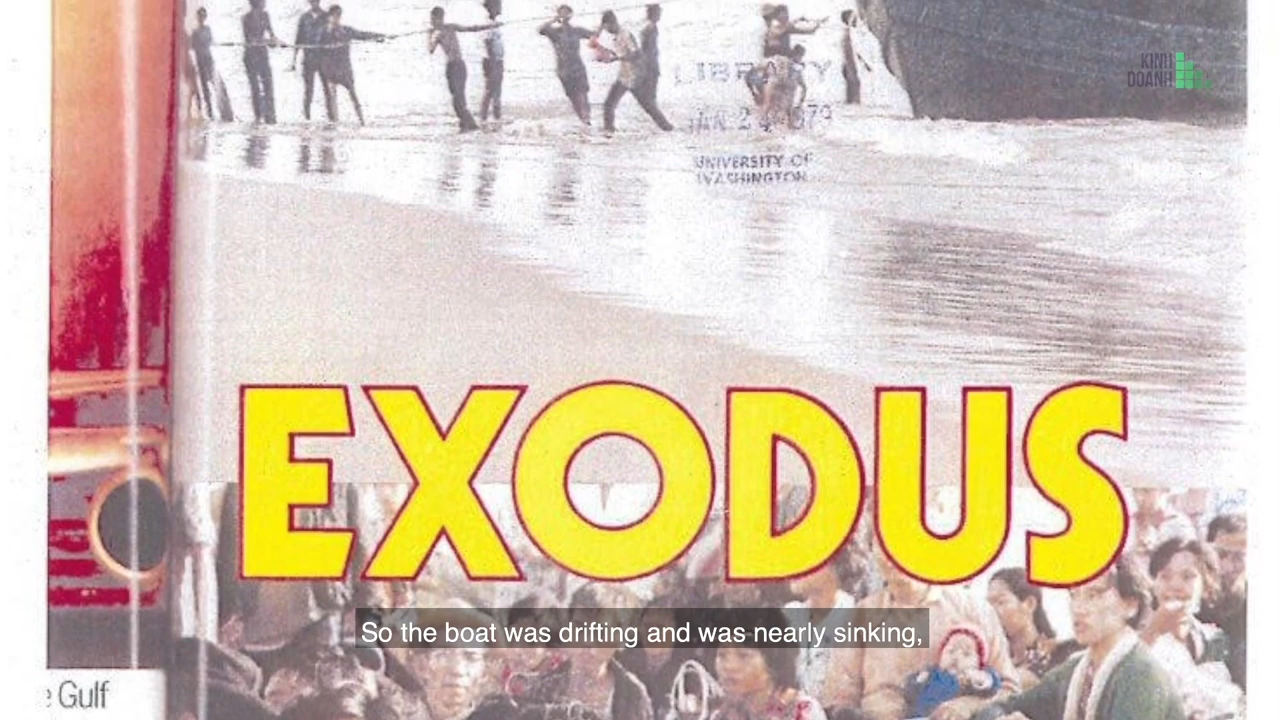 KINH
DOANH
LIBRARY
JAN 2 1979
UNIVERSITY OF
WASHINGTON
EXODUS
So the boat was drifting and was nearly sinking,
e Gulf